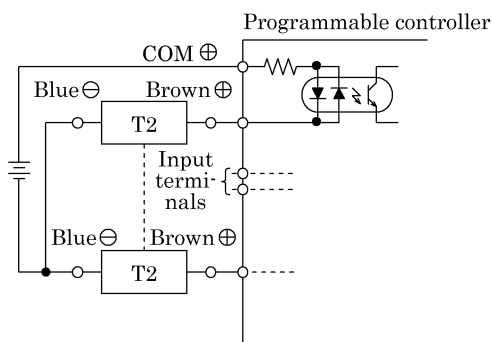 Programmable controller
COM ⊕
Blue ⊖
Brown ⊕
T2
Input
termi-
nals
Blue ⊖
Brown ⊕
T2